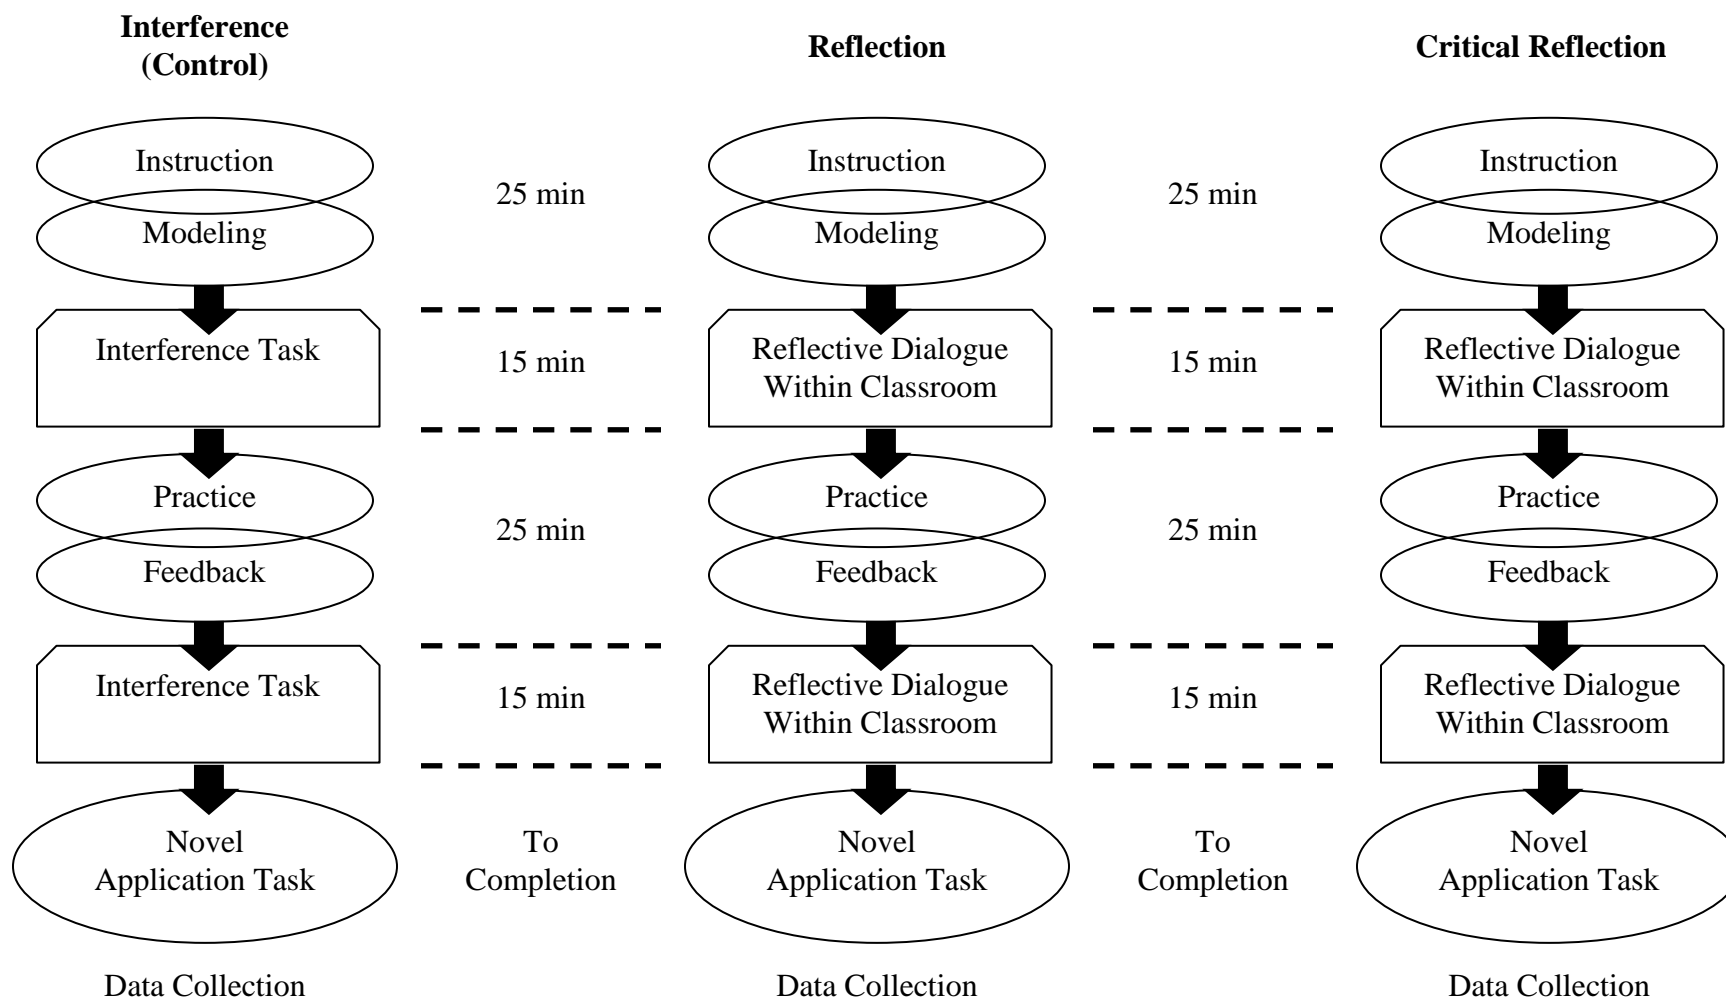 Interference
(Control)
Reflection
Critical Reflection
Instruction
25 min
Instruction
25 min
Instruction
Modeling
Modeling
Modeling
Interference Task
15 min
Reflective Dialogue
Within Classroom
15 min
Reflective Dialogue
Within Classroom
Practice
25 min
Practice
25 min
Practice
Feedback
Feedback
Feedback
Interference Task
15 min
Reflective Dialogue
Within Classroom
15 min
Reflective Dialogue
Within Classroom
Novel
Application Task
To
Completion
Novel
Application Task
To
Completion
Novel
Application Task
Data Collection
Data Collection
Data Collection